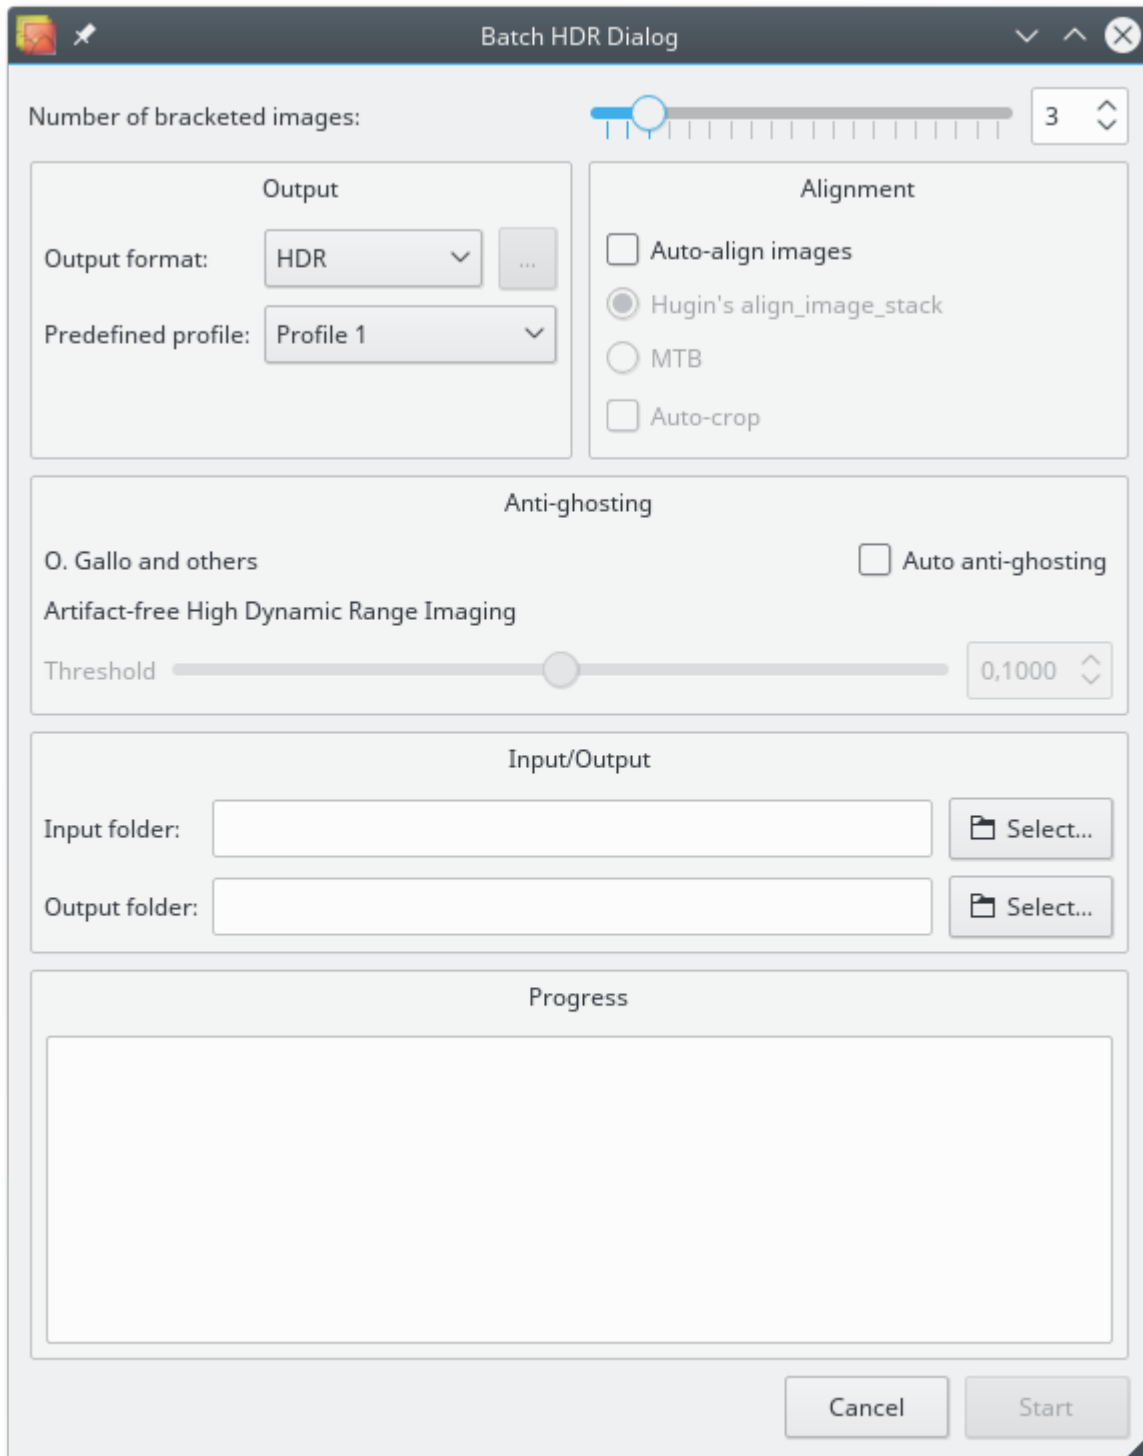 Batch HDR Dialog
Number of bracketed images:
3
Output
Output format:
HDR
...
Predefined profile:
Profile 1
Alignment
Auto-align images
Hugin's align_image_stack
MTB
Auto-crop
Anti-ghosting
O. Gallo and others
Auto anti-ghosting
Artifact-free High Dynamic Range Imaging
Threshold
0,1000
Input/Output
Input folder:
Select...
Output folder:
Select...
Progress
Cancel
Start